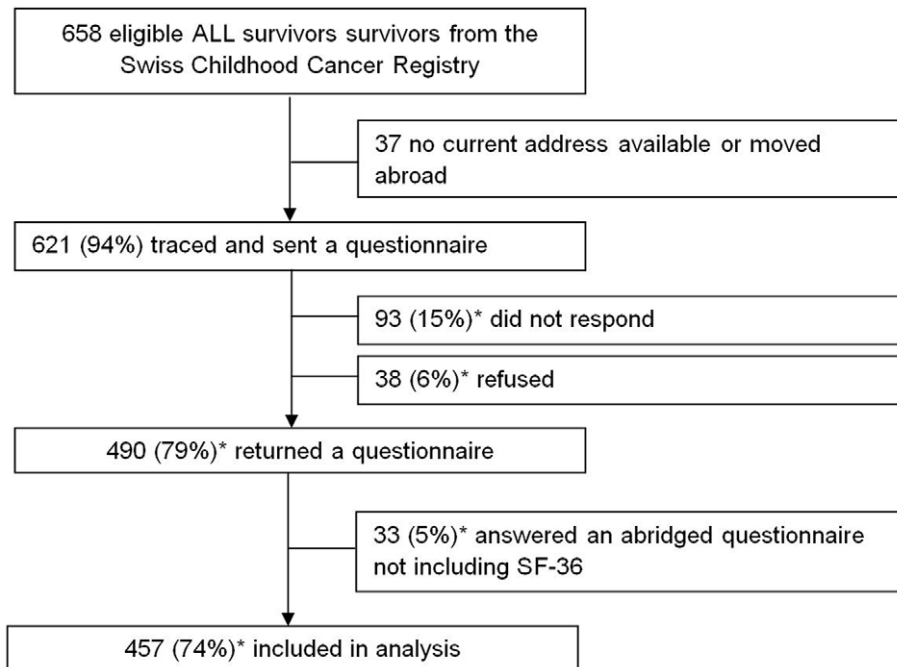 658 eligible ALL survivors survivors from the
Swiss Childhood Cancer Registry
37 no current address available or moved
abroad
621 (94%) traced and sent a questionnaire
93 (15%)* did not respond
38 (6%)* refused
490 (79%)* returned a questionnaire
33 (5%)* answered an abridged questionnaire
not including SF-36
457 (74%)* included in analysis